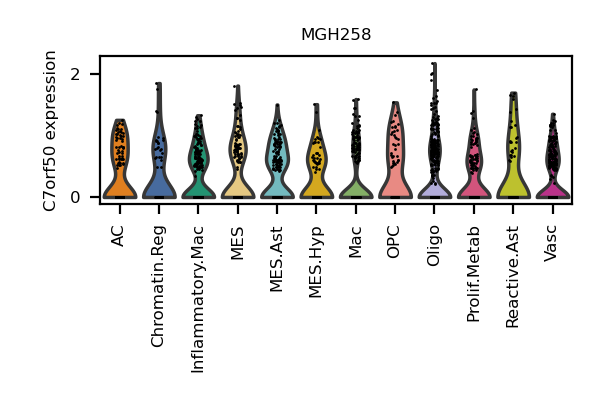 MGH258
C7orf50 expression
2
0
AC
Chromatin.Reg
Inflammatory.Mac
MES
MES.Ast
MES.Hyp
Mac
OPC
Oligo
Prolif.Metab
Reactive.Ast
Vasc